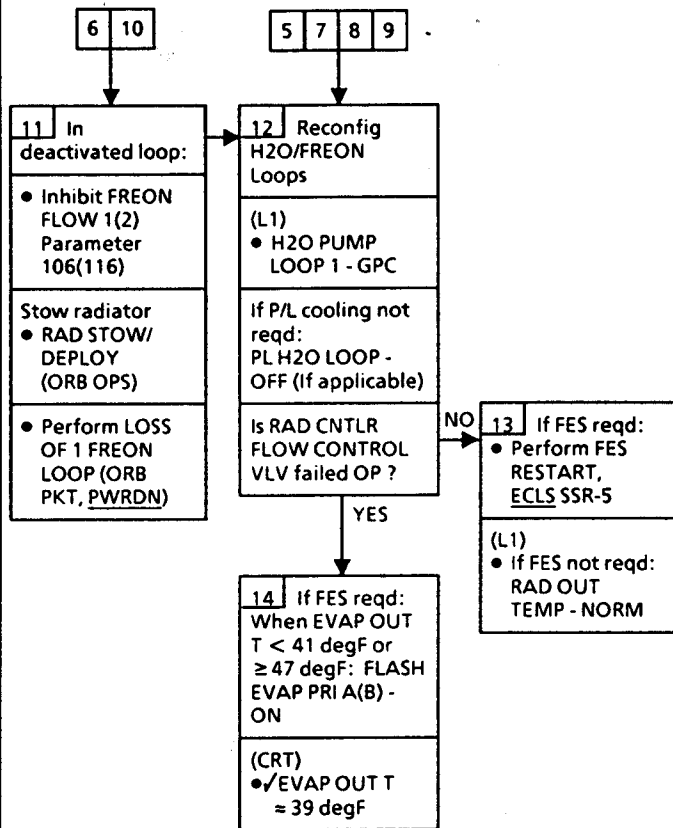 6 10
5 7 8 9
11 In
deactivated loop:
● Inhibit FREON
FLOW 1(2)
Parameter
106(116)
Stow radiator
● RAD STOW/
DEPLOY
(ORB OPS)
● Perform LOSS
OF 1 FREON
LOOP (ORB
PKT, PWRDN)
12 Reconfig
H2O/FREON
Loops
(L1)
● H2O PUMP
LOOP 1 - GPC
If P/L cooling not
reqd:
PL H2O LOOP -
OFF (If applicable)
Is RAD CNTLR
FLOW CONTROL
VLV failed OP ?
NO
YES
13 If FES reqd:
● Perform FES
RESTART,
ECLS SSR-5
(L1)
● If FES not reqd:
RAD OUT
TEMP - NORM
14 If FES reqd:
When EVAP OUT
T < 41 degF or
≥ 47 degF: FLASH
EVAP PRI A(B) -
ON
(CRT)
●√EVAP OUT T
≈ 39 degF